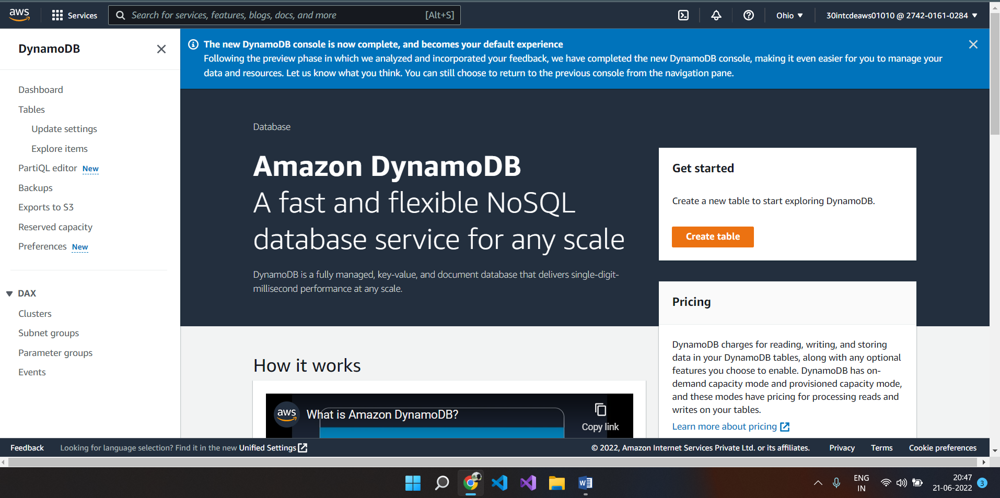 aws
Services
Search for services, features, blogs, docs, and more
[Alt+S]
Ohio
30intcdeaws01010 @ 2742-0161-0284
DynamoDB
Dashboard
Tables
Update settings
Explore items
PartiQL editor New
Backups
Exports to S3
Reserved capacity
Preferences New
DAX
Clusters
Subnet groups
Parameter groups
Events
The new DynamoDB console is now complete, and becomes your default experience
Following the preview phase in which we analyzed and incorporated your feedback, we have completed the new DynamoDB console, making it even easier for you to manage your
data and resources. Let us know what you think. You can still choose to return to the previous console from the navigation pane.
Database
Amazon DynamoDB
A fast and flexible NoSQL
database service for any scale
DynamoDB is a fully managed, key-value, and document database that delivers single-digit-
millisecond performance at any scale.
Get started
Create a new table to start exploring DynamoDB.
Create table
Pricing
DynamoDB charges for reading, writing, and storing
data in your DynamoDB tables, along with any optional
features you choose to enable. DynamoDB has on-
demand capacity mode and provisioned capacity mode,
and these modes have pricing for processing reads and
writes on your tables.
Learn more about pricing
How it works
aws
What is Amazon DynamoDB?
Copy link
Feedback
Looking for language selection? Find it in the new Unified Settings
© 2022, Amazon Internet Services Private Ltd. or its affiliates.
Privacy
Terms
Cookie preferences
W
ENG
IN
20:47
21-06-2022
3